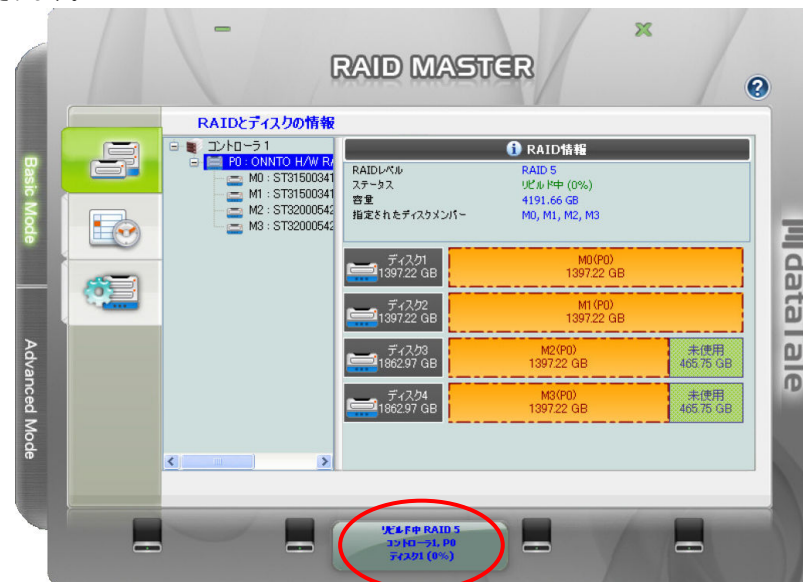 RAID MASTER
Basic Mode
Advanced Mode
RAIDとディスクの情報
コントローラ 1
P0 : ONNTO H/W RA
M0 : ST31500341
M1 : ST31500341
M2 : ST32000542
M3 : ST32000542
RAID情報
RAIDレベル RAID 5
ステータス リビルド中 (0%)
容量 4191.66 GB
指定されたディスクメンバー M0, M1, M2, M3
ディスク1
1397.22 GB
M0(P0)
1397.22 GB
ディスク2
1397.22 GB
M1(P0)
1397.22 GB
ディスク3
1862.97 GB
M2(P0)
1397.22 GB
未使用
465.75 GB
ディスク4
1862.97 GB
M3(P0)
1397.22 GB
未使用
465.75 GB
リビルド中 RAID 5
コントローラ1, P0
ディスク1 (0%)
dataTale